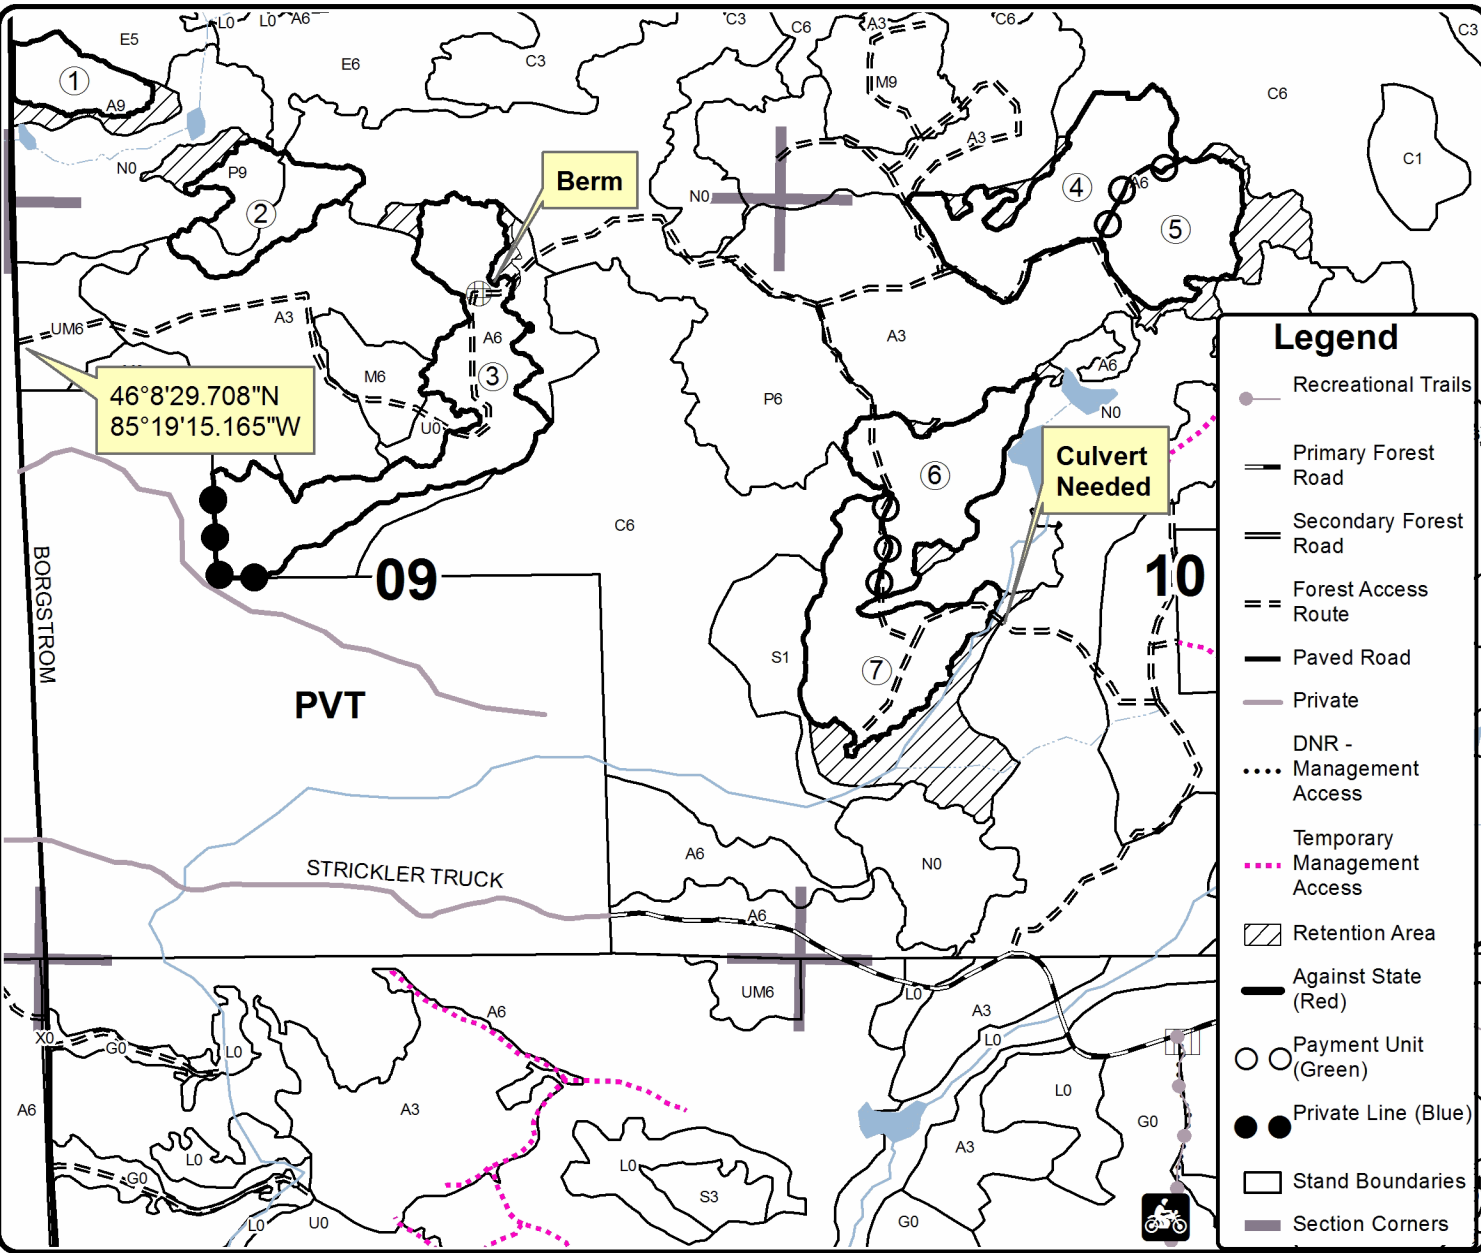 L0
L0
A6
C3
C6
A3
C6
C3
E5
E6
C3
M9
C6
1
A9
A3
C1
N0
P9
Berm
N0
4
A6
2
5
UM6
A3
A6
A3
A6
46°8'29.708"N
85°19'15.165"W
M6
3
P6
N0
U0
6
Culvert
Needed
C6
BORGSTROM
09
10
S1
7
PVT
STRICKLER TRUCK
A6
N0
A6
UM6
L0
A3
A6
X0
G0
L0
L0
A6
A3
L0
G0
A3
L0
L0
G0
S3
L0
U0
G0
Legend
Recreational Trails
Primary Forest
Road
Secondary Forest
Road
Forest Access
Route
Paved Road
Private
DNR -
Management
Access
Temporary
Management
Access
Retention Area
Against State
(Red)
Payment Unit
(Green)
Private Line (Blue)
Stand Boundaries
Section Corners